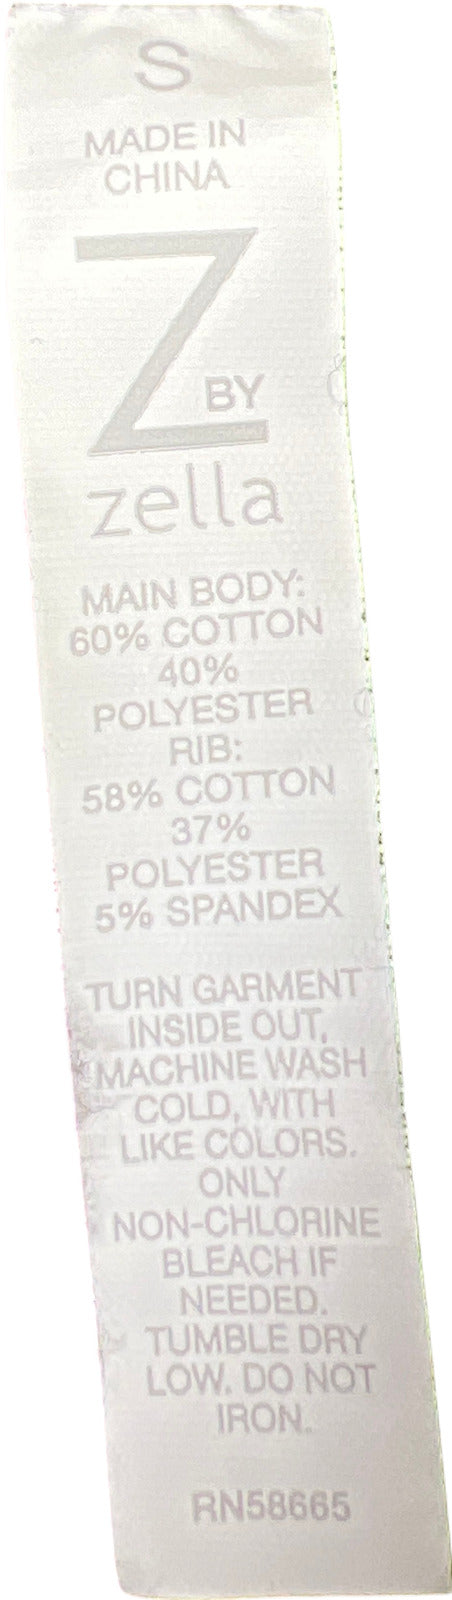 S
MADE IN
CHINA
Z BY
zella
MAIN BODY:
60% COTTON
40%
POLYESTER
RIB:
58% COTTON
37%
POLYESTER
5% SPANDEX
TURN GARMENT
INSIDE OUT,
MACHINE WASH
COLD, WITH
LIKE COLORS.
ONLY
NON-CHLORINE
BLEACH IF
NEEDED.
TUMBLE DRY
LOW. DO NOT
IRON.
RN58665